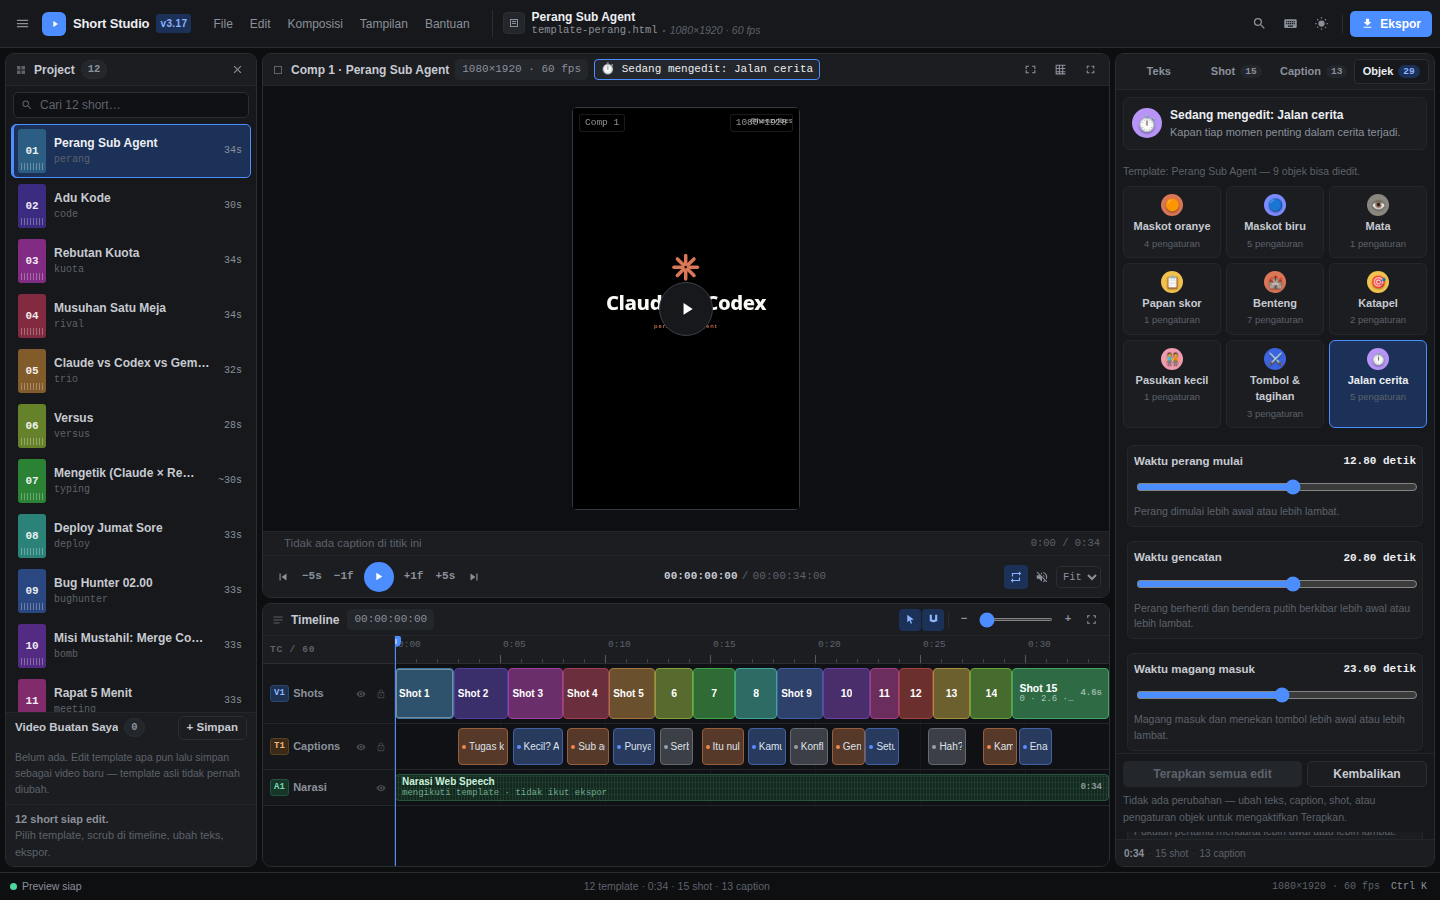 Short Studio v3.17 File Edit Komposisi Tampilan Bantuan
Perang Sub Agent
template-perang.html · 1080×1920 · 60 fps
Ekspor
Project 12
Cari 12 short…
01 Perang Sub Agent 34s
perang
02 Adu Kode 30s
code
03 Rebutan Kuota 34s
kuota
04 Musuhan Satu Meja 34s
rival
05 Claude vs Codex vs Gem… 32s
trio
06 Versus 28s
versus
07 Mengetik (Claude × Re… ~30s
typing
08 Deploy Jumat Sore 33s
deploy
09 Bug Hunter 02.00 33s
bughunter
10 Misi Mustahil: Merge Co… 33s
bomb
11 Rapat 5 Menit 33s
meeting
Video Buatan Saya 0 + Simpan
Belum ada. Edit template apa pun lalu simpan
sebagai video baru — template asli tidak pernah
diubah.
12 short siap edit.
Pilih template, scrub di timeline, ubah teks,
ekspor.
Comp 1 · Perang Sub Agent 1080×1920 · 60 fps Sedang mengedit: Jalan cerita
Comp 1 1080×1920
Claud Codex
Tidak ada caption di titik ini 0:00 / 0:34
−5s −1f +1f +5s 00:00:00:00 / 00:00:34:00 Fit
Timeline 00:00:00:00 − +
TC / 60 0:00 0:05 0:10 0:15 0:20 0:25 0:30
V1 Shots Shot 1 Shot 2 Shot 3 Shot 4 Shot 5 6 7 8 Shot 9 10 11 12 13 14 Shot 15 4.6s
0 · 2.6 ·…
T1 Captions Tugas k Kecil? A Sub a Punya Seri Itu nul Kamu Konfl Gen Setu Hah? Kam Ena
A1 Narasi Narasi Web Speech 0:34
mengikuti template · tidak ikut ekspor
Teks Shot 15 Caption 13 Objek 29
Sedang mengedit: Jalan cerita
Kapan tiap momen penting dalam cerita terjadi.
Template: Perang Sub Agent — 9 objek bisa diedit.
Maskot oranye Maskot biru Mata
4 pengaturan 5 pengaturan 1 pengaturan
Papan skor Benteng Katapel
1 pengaturan 7 pengaturan 2 pengaturan
Pasukan kecil Tombol & tagihan Jalan cerita
1 pengaturan 3 pengaturan 5 pengaturan
Waktu perang mulai 12.80 detik
Perang dimulai lebih awal atau lebih lambat.
Waktu gencatan 20.80 detik
Perang berhenti dan bendera putih berkibar lebih awal atau
lebih lambat.
Waktu magang masuk 23.60 detik
Magang masuk dan menekan tombol lebih awal atau lebih
lambat.
Terapkan semua edit Kembalikan
Tidak ada perubahan — ubah teks, caption, shot, atau
pengaturan objek untuk mengaktifkan Terapkan.
0:34 · 15 shot · 13 caption
Preview siap 12 template · 0:34 · 15 shot · 13 caption 1080×1920 · 60 fps Ctrl K